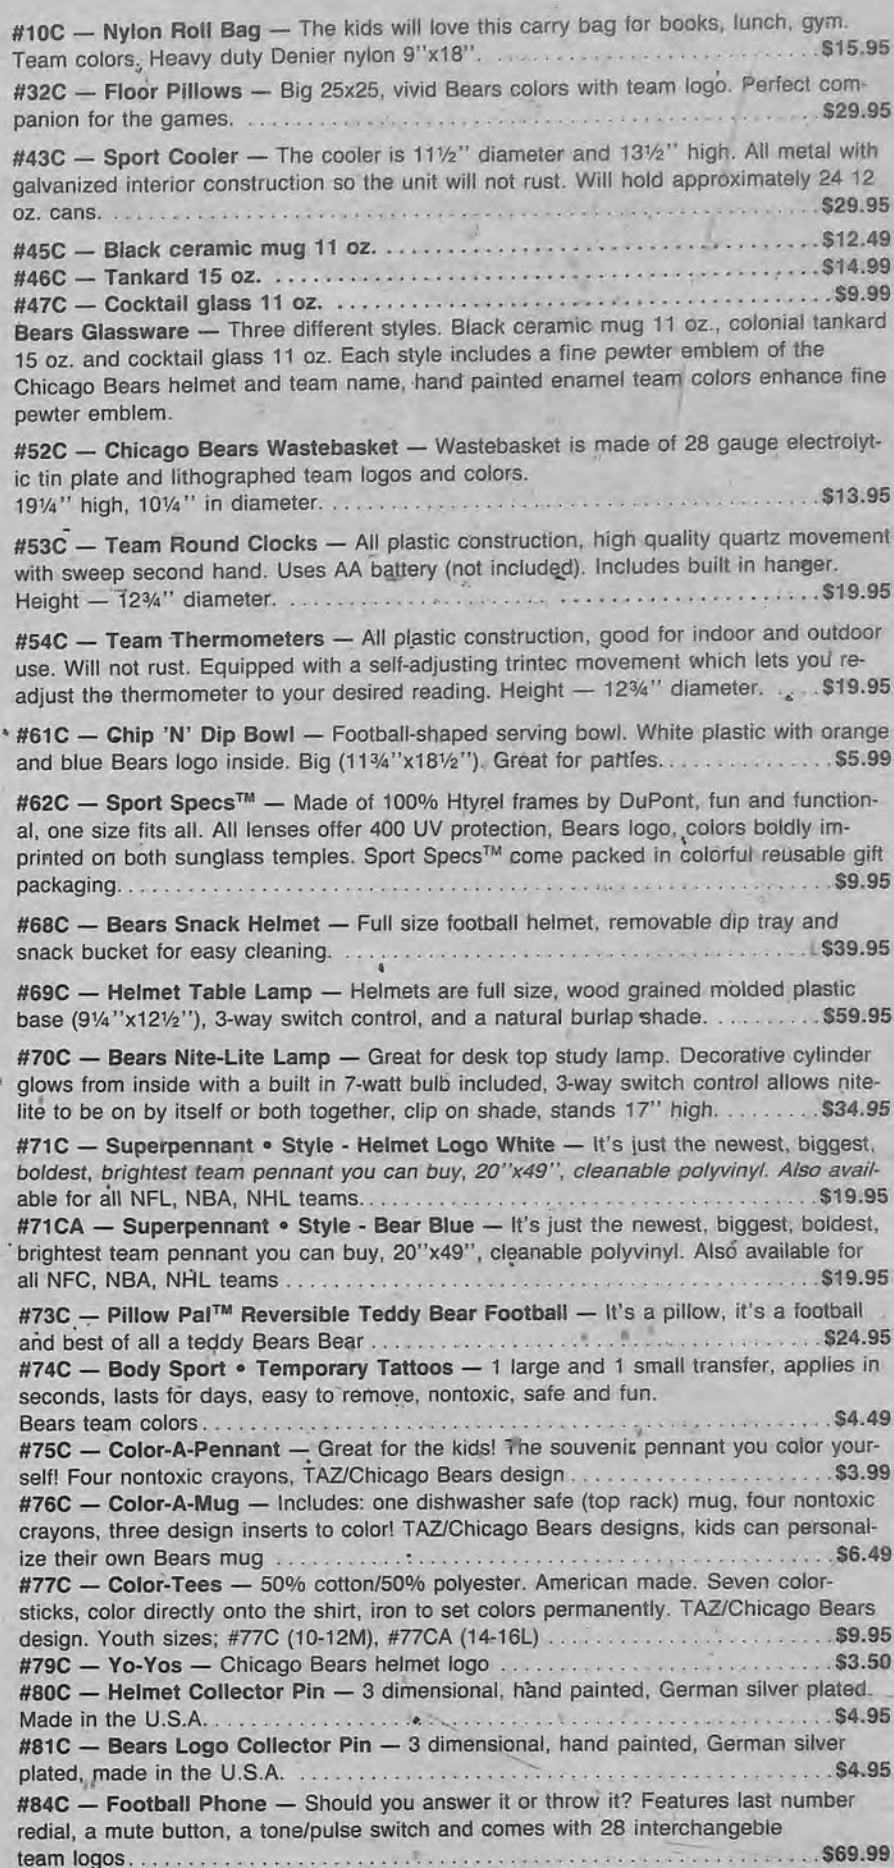 #10C — Nylon Roll Bag — The kids will love this carry bag for books, lunch, gym.
Team colors. Heavy duty Denier nylon 9"x18". . . . . . . . . . . . . . . . . . . . $15.95
#32C — Floor Pillows — Big 25x25, vivid Bears colors with team logo. Perfect com-
panion for the games. . . . . . . . . . . . . . . . . . . . . $29.95
#43C — Sport Cooler — The cooler is 11½" diameter and 13½" high. All metal with
galvanized interior construction so the unit will not rust. Will hold approximately 24 12
oz. cans. . . . . . . . . . . . . . . . . . . . . $29.95
#45C — Black ceramic mug 11 oz. . . . . . . . . . . . . . . . . . . . . $12.49
#46C — Tankard 15 oz. . . . . . . . . . . . . . . . . . . . . $14.99
#47C — Cocktail glass 11 oz. . . . . . . . . . . . . . . . . . . . . $9.99
Bears Glassware — Three different styles. Black ceramic mug 11 oz., colonial tankard
15 oz. and cocktail glass 11 oz. Each style includes a fine pewter emblem of the
Chicago Bears helmet and team name, hand painted enamel team colors enhance fine
pewter emblem.
#52C — Chicago Bears Wastebasket — Wastebasket is made of 28 gauge electrolyt-
ic tin plate and lithographed team logos and colors.
19¼" high, 10¼" in diameter. . . . . . . . . . . . . . . . . . . . . $13.95
#53C — Team Round Clocks — All plastic construction, high quality quartz movement
with sweep second hand. Uses AA battery (not included). Includes built in hanger.
Height — 12¾" diameter. . . . . . . . . . . . . . . . . . . . . $19.95
#54C — Team Thermometers — All plastic construction, good for indoor and outdoor
use. Will not rust. Equipped with a self-adjusting trintec movement which lets you re-
adjust the thermometer to your desired reading. Height — 12¾" diameter. . . . . $19.95
#61C — Chip 'N' Dip Bowl — Football-shaped serving bowl. White plastic with orange
and blue Bears logo inside. Big (11¾"x18½"). Great for parties. . . . . . . . . . . . . . . $5.99
#62C — Sport Specs™ — Made of 100% Htyrel frames by DuPont, fun and function-
al, one size fits all. All lenses offer 400 UV protection, Bears logo, colors boldly im-
printed on both sunglass temples. Sport Specs™ come packed in colorful reusable gift
packaging. . . . . . . . . . . . . . . . . . . . . $9.95
#68C — Bears Snack Helmet — Full size football helmet, removable dip tray and
snack bucket for easy cleaning. . . . . . . . . . . . . . . . . . . . . $39.95
#69C — Helmet Table Lamp — Helmets are full size, wood grained molded plastic
base (9¼"x12½"), 3-way switch control, and a natural burlap shade. . . . . . . . . . $59.95
#70C — Bears Nite-Lite Lamp — Great for desk top study lamp. Decorative cylinder
glows from inside with a built in 7-watt bulb included, 3-way switch control allows nite-
lite to be on by itself or both together, clip on shade, stands 17" high. . . . . . . . . $34.95
#71C — Superpennant • Style - Helmet Logo White — It's just the newest, biggest,
boldest, brightest team pennant you can buy, 20"x49", cleanable polyvinyl. Also avail-
able for all NFL, NBA, NHL teams. . . . . . . . . . . . . . . . . . . . . $19.95
#71CA — Superpennant • Style - Bear Blue — It's just the newest, biggest, boldest,
brightest team pennant you can buy, 20"x49", cleanable polyvinyl. Also available for
all NFC, NBA, NHL teams . . . . . . . . . . . . . . . . . . . . $19.95
#73C — Pillow Pal™ Reversible Teddy Bear Football — It's a pillow, it's a football
and best of all a teddy Bears Bear . . . . . . . . . . . . . . . . . . . . $24.95
#74C — Body Sport • Temporary Tattoos — 1 large and 1 small transfer, applies in
seconds, lasts for days, easy to remove, nontoxic, safe and fun.
Bears team colors . . . . . . . . . . . . . . . . . . . . $4.49
#75C — Color-A-Pennant — Great for the kids! The souvenir pennant you color your-
self! Four nontoxic crayons, TAZ/Chicago Bears design . . . . . . . . . . . . . . . . . . . . $3.99
#76C — Color-A-Mug — Includes: one dishwasher safe (top rack) mug, four nontoxic
crayons, three design inserts to color! TAZ/Chicago Bears designs, kids can personal-
ize their own Bears mug . . . . . . . . . . . . . . . . . . . . $6.49
#77C — Color-Tees — 50% cotton/50% polyester. American made. Seven color-
sticks, color directly onto the shirt, iron to set colors permanently. TAZ/Chicago Bears
design. Youth sizes; #77C (10-12M), #77CA (14-16L) . . . . . . . . . . . . . . . . . . . . $9.95
#79C — Yo-Yos — Chicago Bears helmet logo . . . . . . . . . . . . . . . . . . . . $3.50
#80C — Helmet Collector Pin — 3 dimensional, hand painted, German silver plated.
Made in the U.S.A. . . . . . . . . . . . . . . . . . . . . $4.95
#81C — Bears Logo Collector Pin — 3 dimensional, hand painted, German silver
plated, made in the U.S.A. . . . . . . . . . . . . . . . . . . . . $4.95
#84C — Football Phone — Should you answer it or throw it? Features last number
redial, a mute button, a tone/pulse switch and comes with 28 interchangeble
team logos. . . . . . . . . . . . . . . . . . . . . $69.99